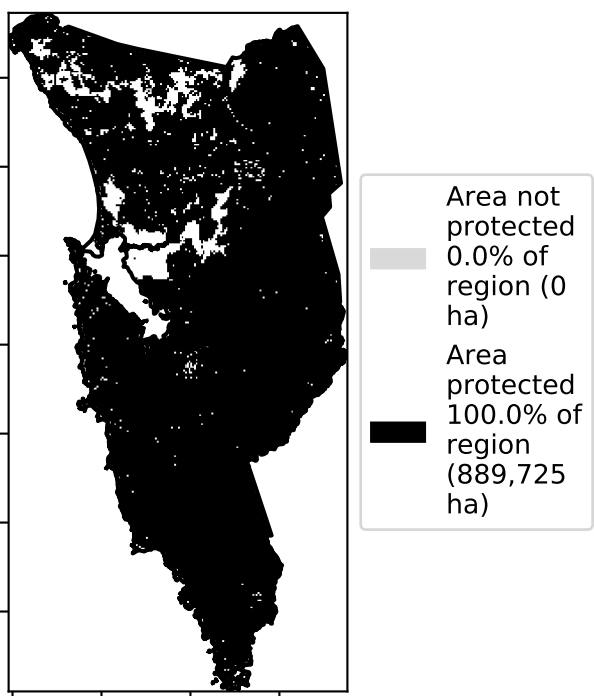 Area not
protected
0.0% of
region (0
ha)
Area
protected
100.0% of
region
(889,725
ha)